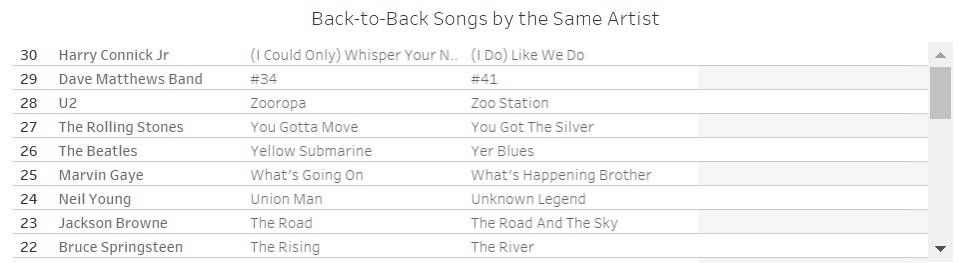 Back-to-Back Songs by the Same Artist
30 Harry Connick Jr (I Could Only) Whisper Your N.. (I Do) Like We Do
29 Dave Matthews Band #34 #41
28 U2 Zooropa Zoo Station
27 The Rolling Stones You Gotta Move You Got The Silver
26 The Beatles Yellow Submarine Yer Blues
25 Marvin Gaye What's Going On What's Happening Brother
24 Neil Young Union Man Unknown Legend
23 Jackson Browne The Road The Road And The Sky
22 Bruce Springsteen The Rising The River